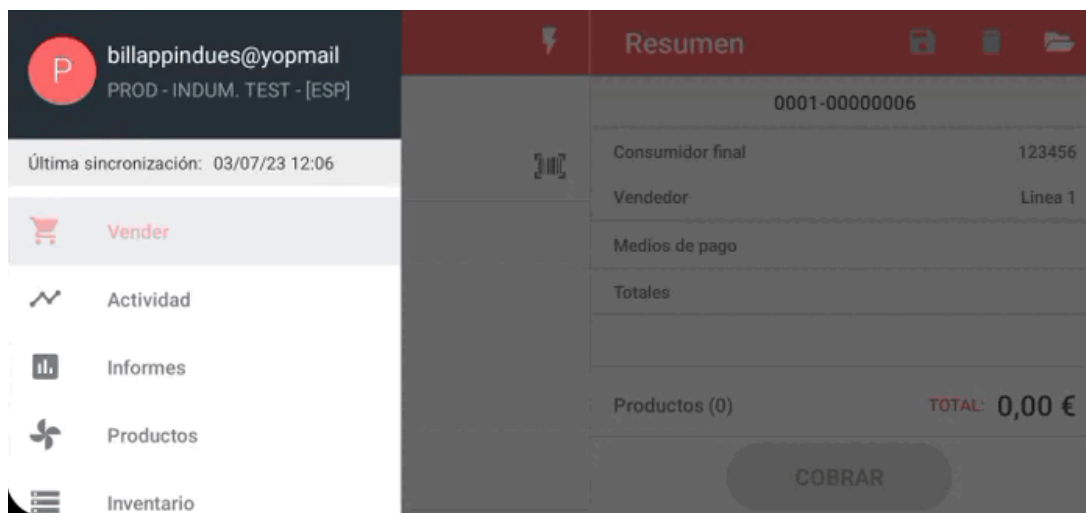 P
billappindues@yopmail
PROD - INDUM. TEST - [ESP]
Última sincronización: 03/07/23 12:06
Vender
Actividad
Informes
Productos
Inventario
Resumen
0001-00000006
Consumidor final 123456
Vendedor Linea 1
Medios de pago
Totales
Productos (0) TOTAL: 0,00 €
COBRAR